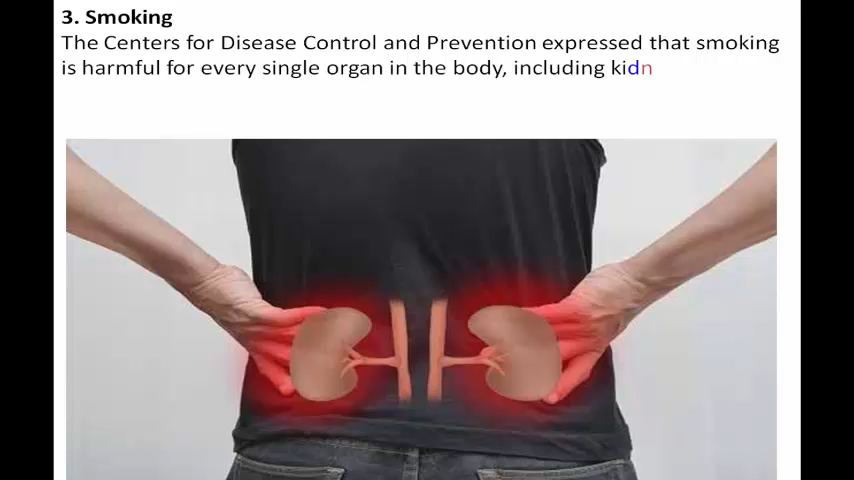 3. Smoking
The Centers for Disease Control and Prevention expressed that smoking
is harmful for every single organ in the body, including kidn